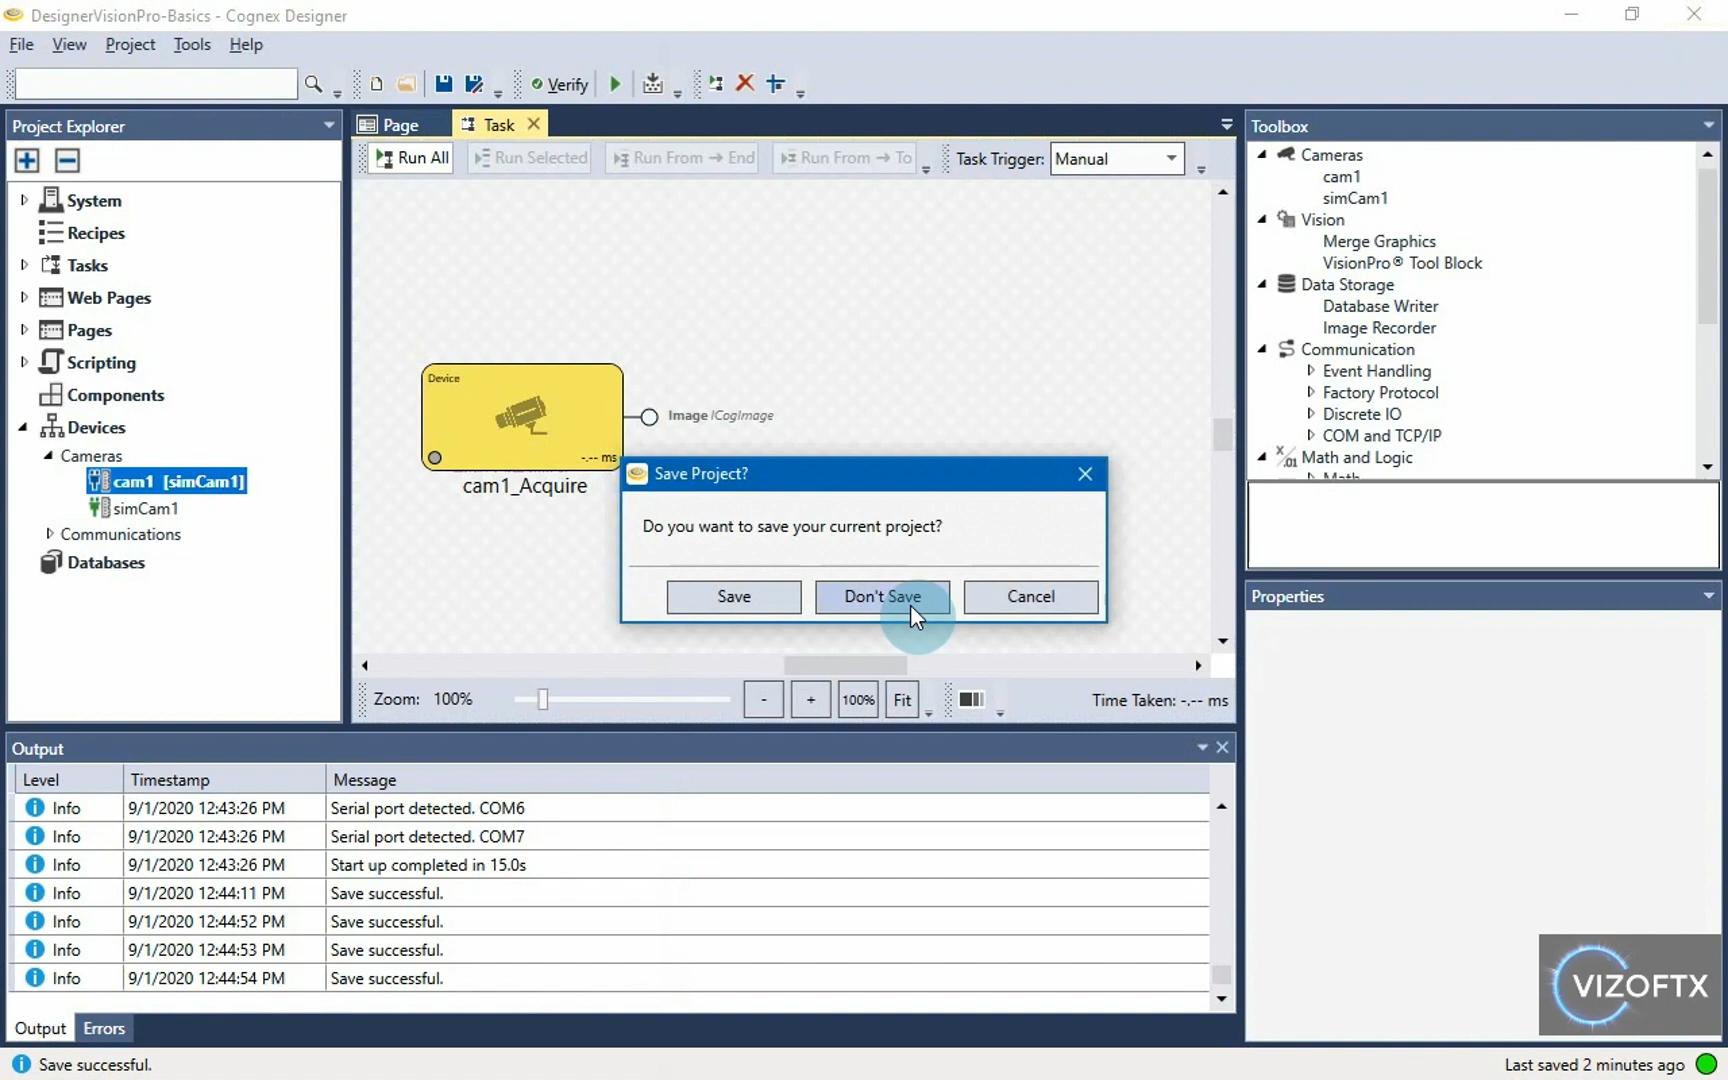 DesignerVisionPro-Basics - Cognex Designer
File View Project Tools Help
Verify
Project Explorer
System
Recipes
Tasks
Web Pages
Pages
Scripting
Components
Devices
Cameras
cam1 [simCam1]
simCam1
Communications
Databases
Page Task
Run All Run Selected Run From → End Run From → To Task Trigger: Manual
Device
-.-- ms
Image ICogImage
cam1_Acquire
Save Project?
Do you want to save your current project?
Save Don't Save Cancel
Zoom: 100% - + 100% Fit Time Taken: -.-- ms
Toolbox
Cameras
cam1
simCam1
Vision
Merge Graphics
VisionPro® Tool Block
Data Storage
Database Writer
Image Recorder
Communication
Event Handling
Factory Protocol
Discrete IO
COM and TCP/IP
Math and Logic
Math
Properties
Output
Level Timestamp Message
Info 9/1/2020 12:43:26 PM Serial port detected. COM6
Info 9/1/2020 12:43:26 PM Serial port detected. COM7
Info 9/1/2020 12:43:26 PM Start up completed in 15.0s
Info 9/1/2020 12:44:11 PM Save successful.
Info 9/1/2020 12:44:52 PM Save successful.
Info 9/1/2020 12:44:53 PM Save successful.
Info 9/1/2020 12:44:54 PM Save successful.
Output Errors
VIZOFTX
Save successful. Last saved 2 minutes ago